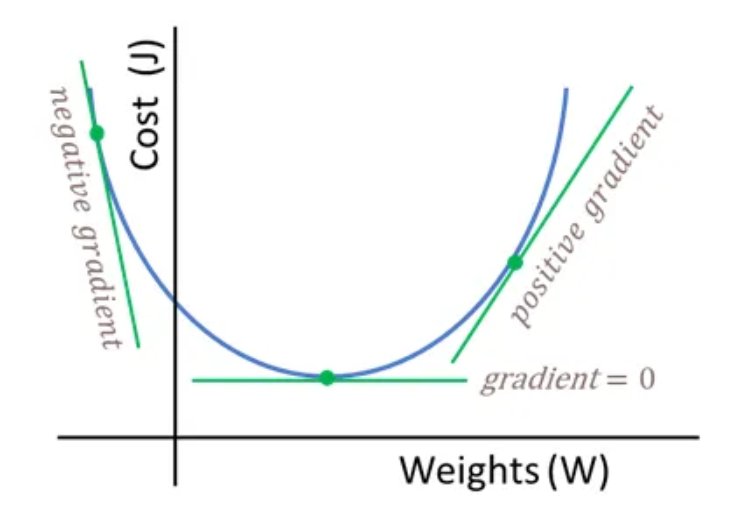 Cost (J)
negative gradient
positive gradient
gradient = 0
Weights (W)